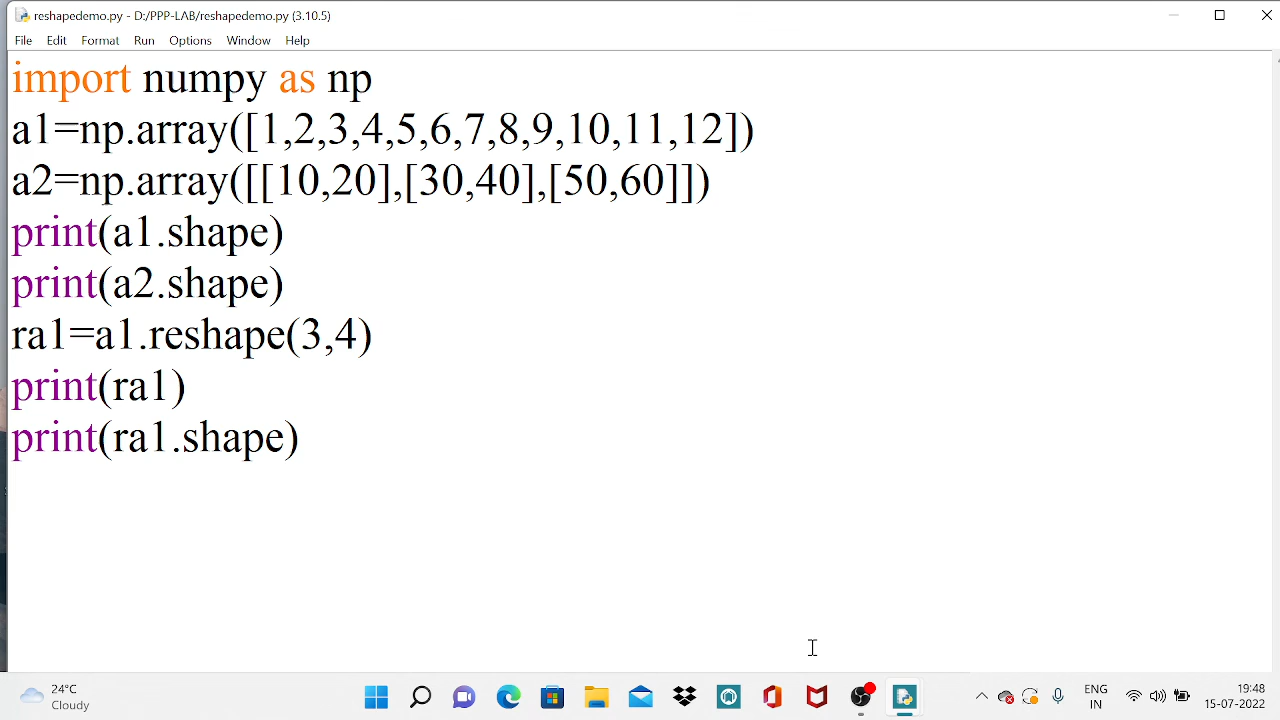 reshapedemo.py - D:/PPP-LAB/reshapedemo.py (3.10.5)
File Edit Format Run Options Window Help
import numpy as np
a1=np.array([1,2,3,4,5,6,7,8,9,10,11,12])
a2=np.array([[10,20],[30,40],[50,60]])
print(a1.shape)
print(a2.shape)
ra1=a1.reshape(3,4)
print(ra1)
print(ra1.shape)
24°C
Cloudy
ENG
IN
19:48
15-07-2022